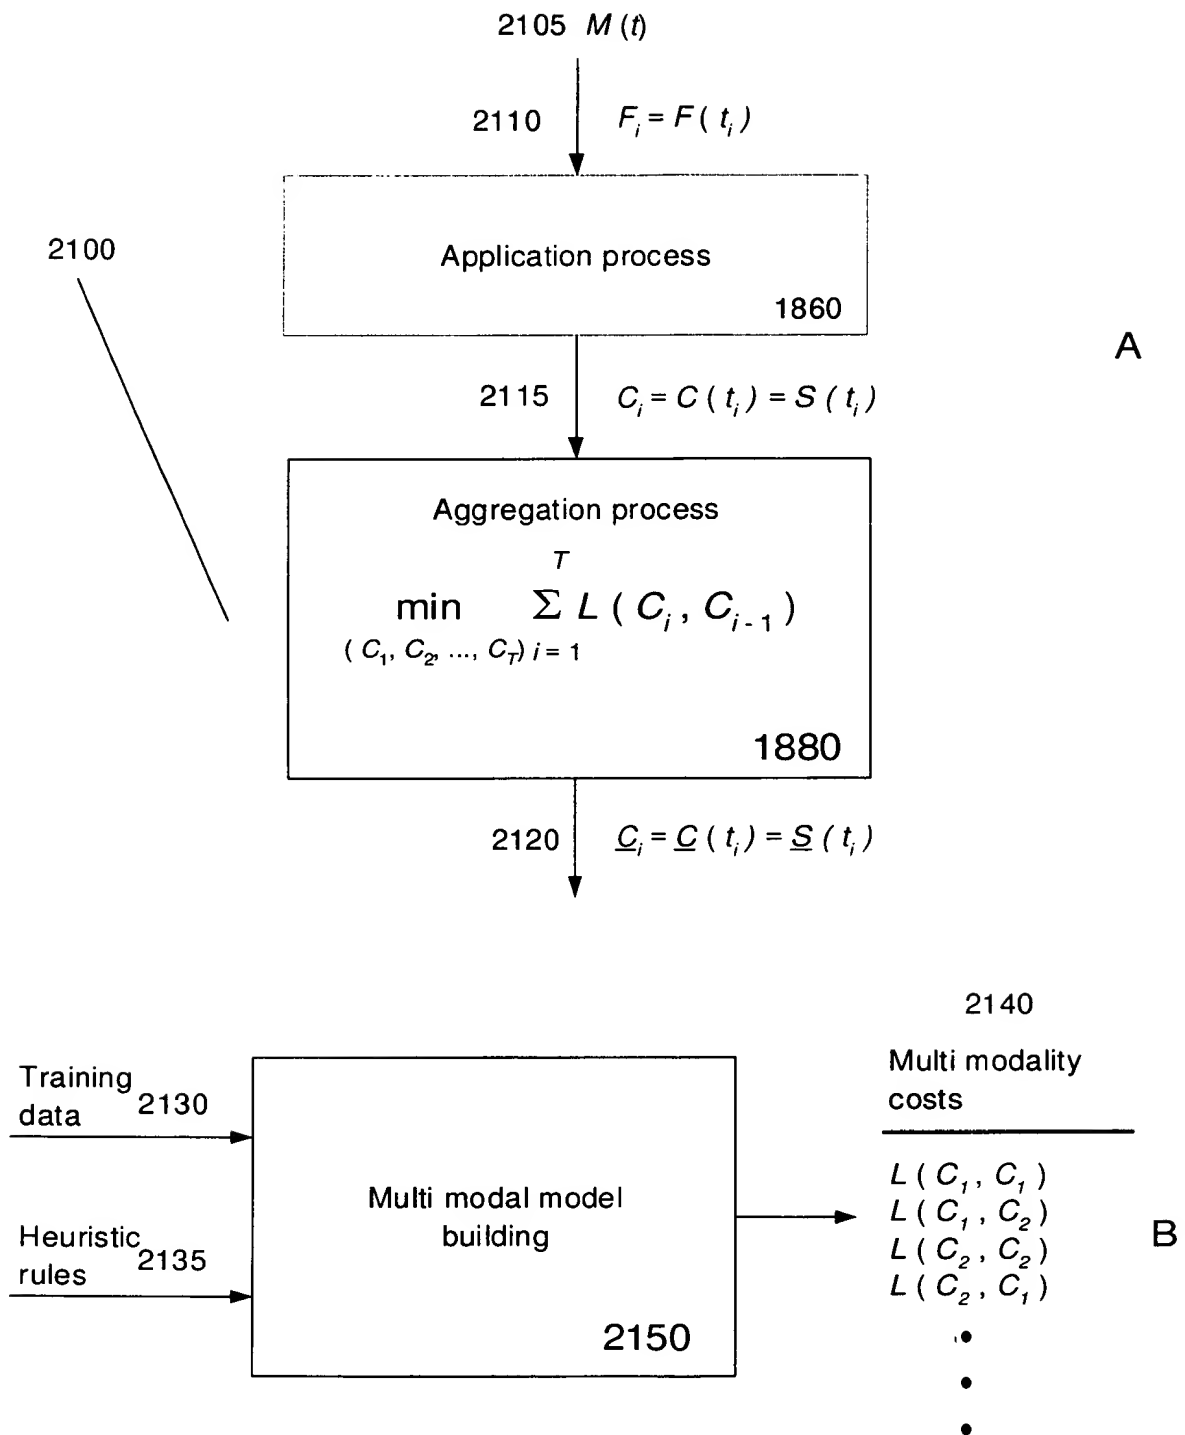 2105 M (t)
2110 F_i = F ( t_i )
Application process
1860
2100
A
2115 C_i = C ( t_i ) = S ( t_i )
Aggregation process
T
min Σ L ( C_i , C_{i-1} )
( C_1, C_2, ..., C_T ) i = 1
1880
2120 C_i = C ( t_i ) = S ( t_i )
2140
Multi modality
costs
Training
data 2130
Heuristic
rules 2135
Multi modal model
building
2150
L ( C_1 , C_1 )
L ( C_1 , C_2 )
L ( C_2 , C_2 )
L ( C_2 , C_1 )
B